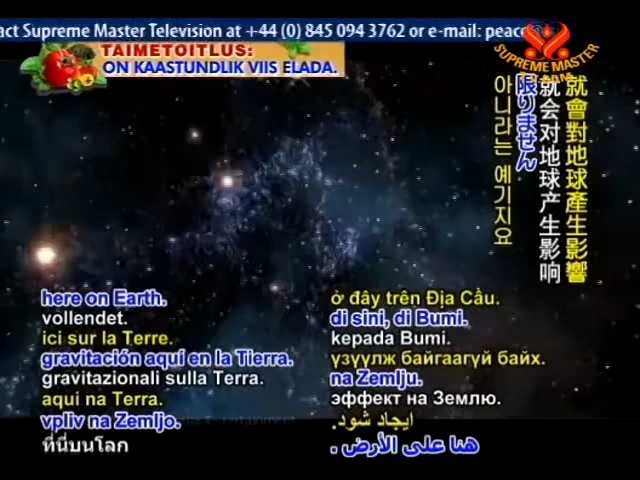 act Supreme Master Television at +44 (0) 845 094 3762 or e-mail: peace
SUPREME MASTER
TAIMETOITLUS:
ON KAASTUNDLIK VIIS ELADA.
就會對地球產生影響
就会对地球产生影响
限りません
아니라는 얘기지요
here on Earth.
vollendet.
ici sur la Terre.
gravitación aquí en la Tierra.
gravitazionali sulla Terra.
aqui na Terra.
vpliv na Zemljo.
ที่นี่บนโลก
ở đây trên Địa Cầu.
di sini, di Bumi.
kepada Bumi.
үзүүлж байгаагүй байх.
na Zemlju.
эффект на Землю.
ایجاد شود.
هنا على الأرض .